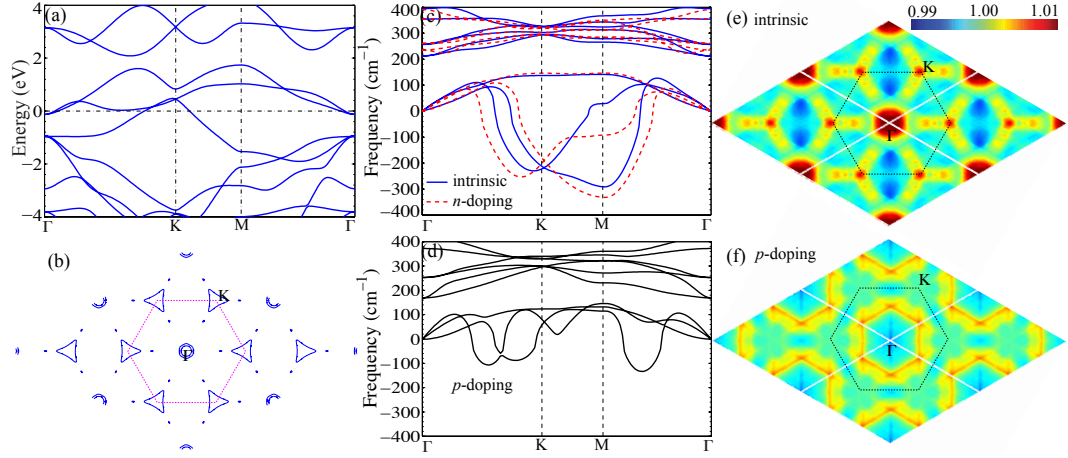 (a)
Energy (eV)
4
2
0
−2
−4
Γ
K
M
Γ
(b)
K
Γ
(c)
Frequency (cm⁻¹)
400
300
200
100
0
−100
−200
−300
−400
intrinsic
n-doping
Γ
K
M
Γ
(d)
Frequency (cm⁻¹)
400
300
200
100
0
−100
−200
−300
−400
p-doping
Γ
K
M
Γ
(e) intrinsic
0.99 1.00 1.01
K
Γ
(f) p-doping
K
Γ